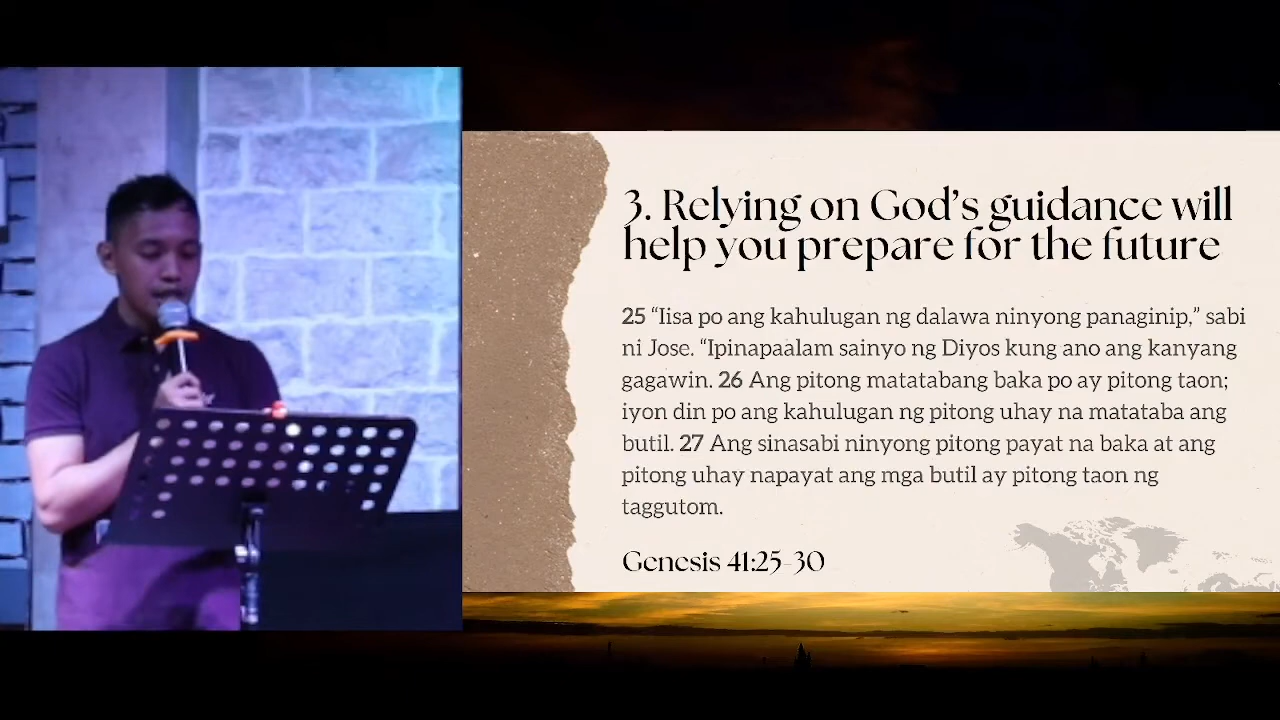 3. Relying on God's guidance will
help you prepare for the future
25 “Iisa po ang kahulugan ng dalawa ninyong panaginip,” sabi
ni Jose. “Ipinapaalam sainyo ng Diyos kung ano ang kanyang
gagawin. 26 Ang pitong matatabang baka po ay pitong taon;
iyon din po ang kahulugan ng pitong uhay na matataba ang
butil. 27 Ang sinasabi ninyong pitong payat na baka at ang
pitong uhay napayat ang mga butil ay pitong taon ng
taggutom.
Genesis 41:25-30